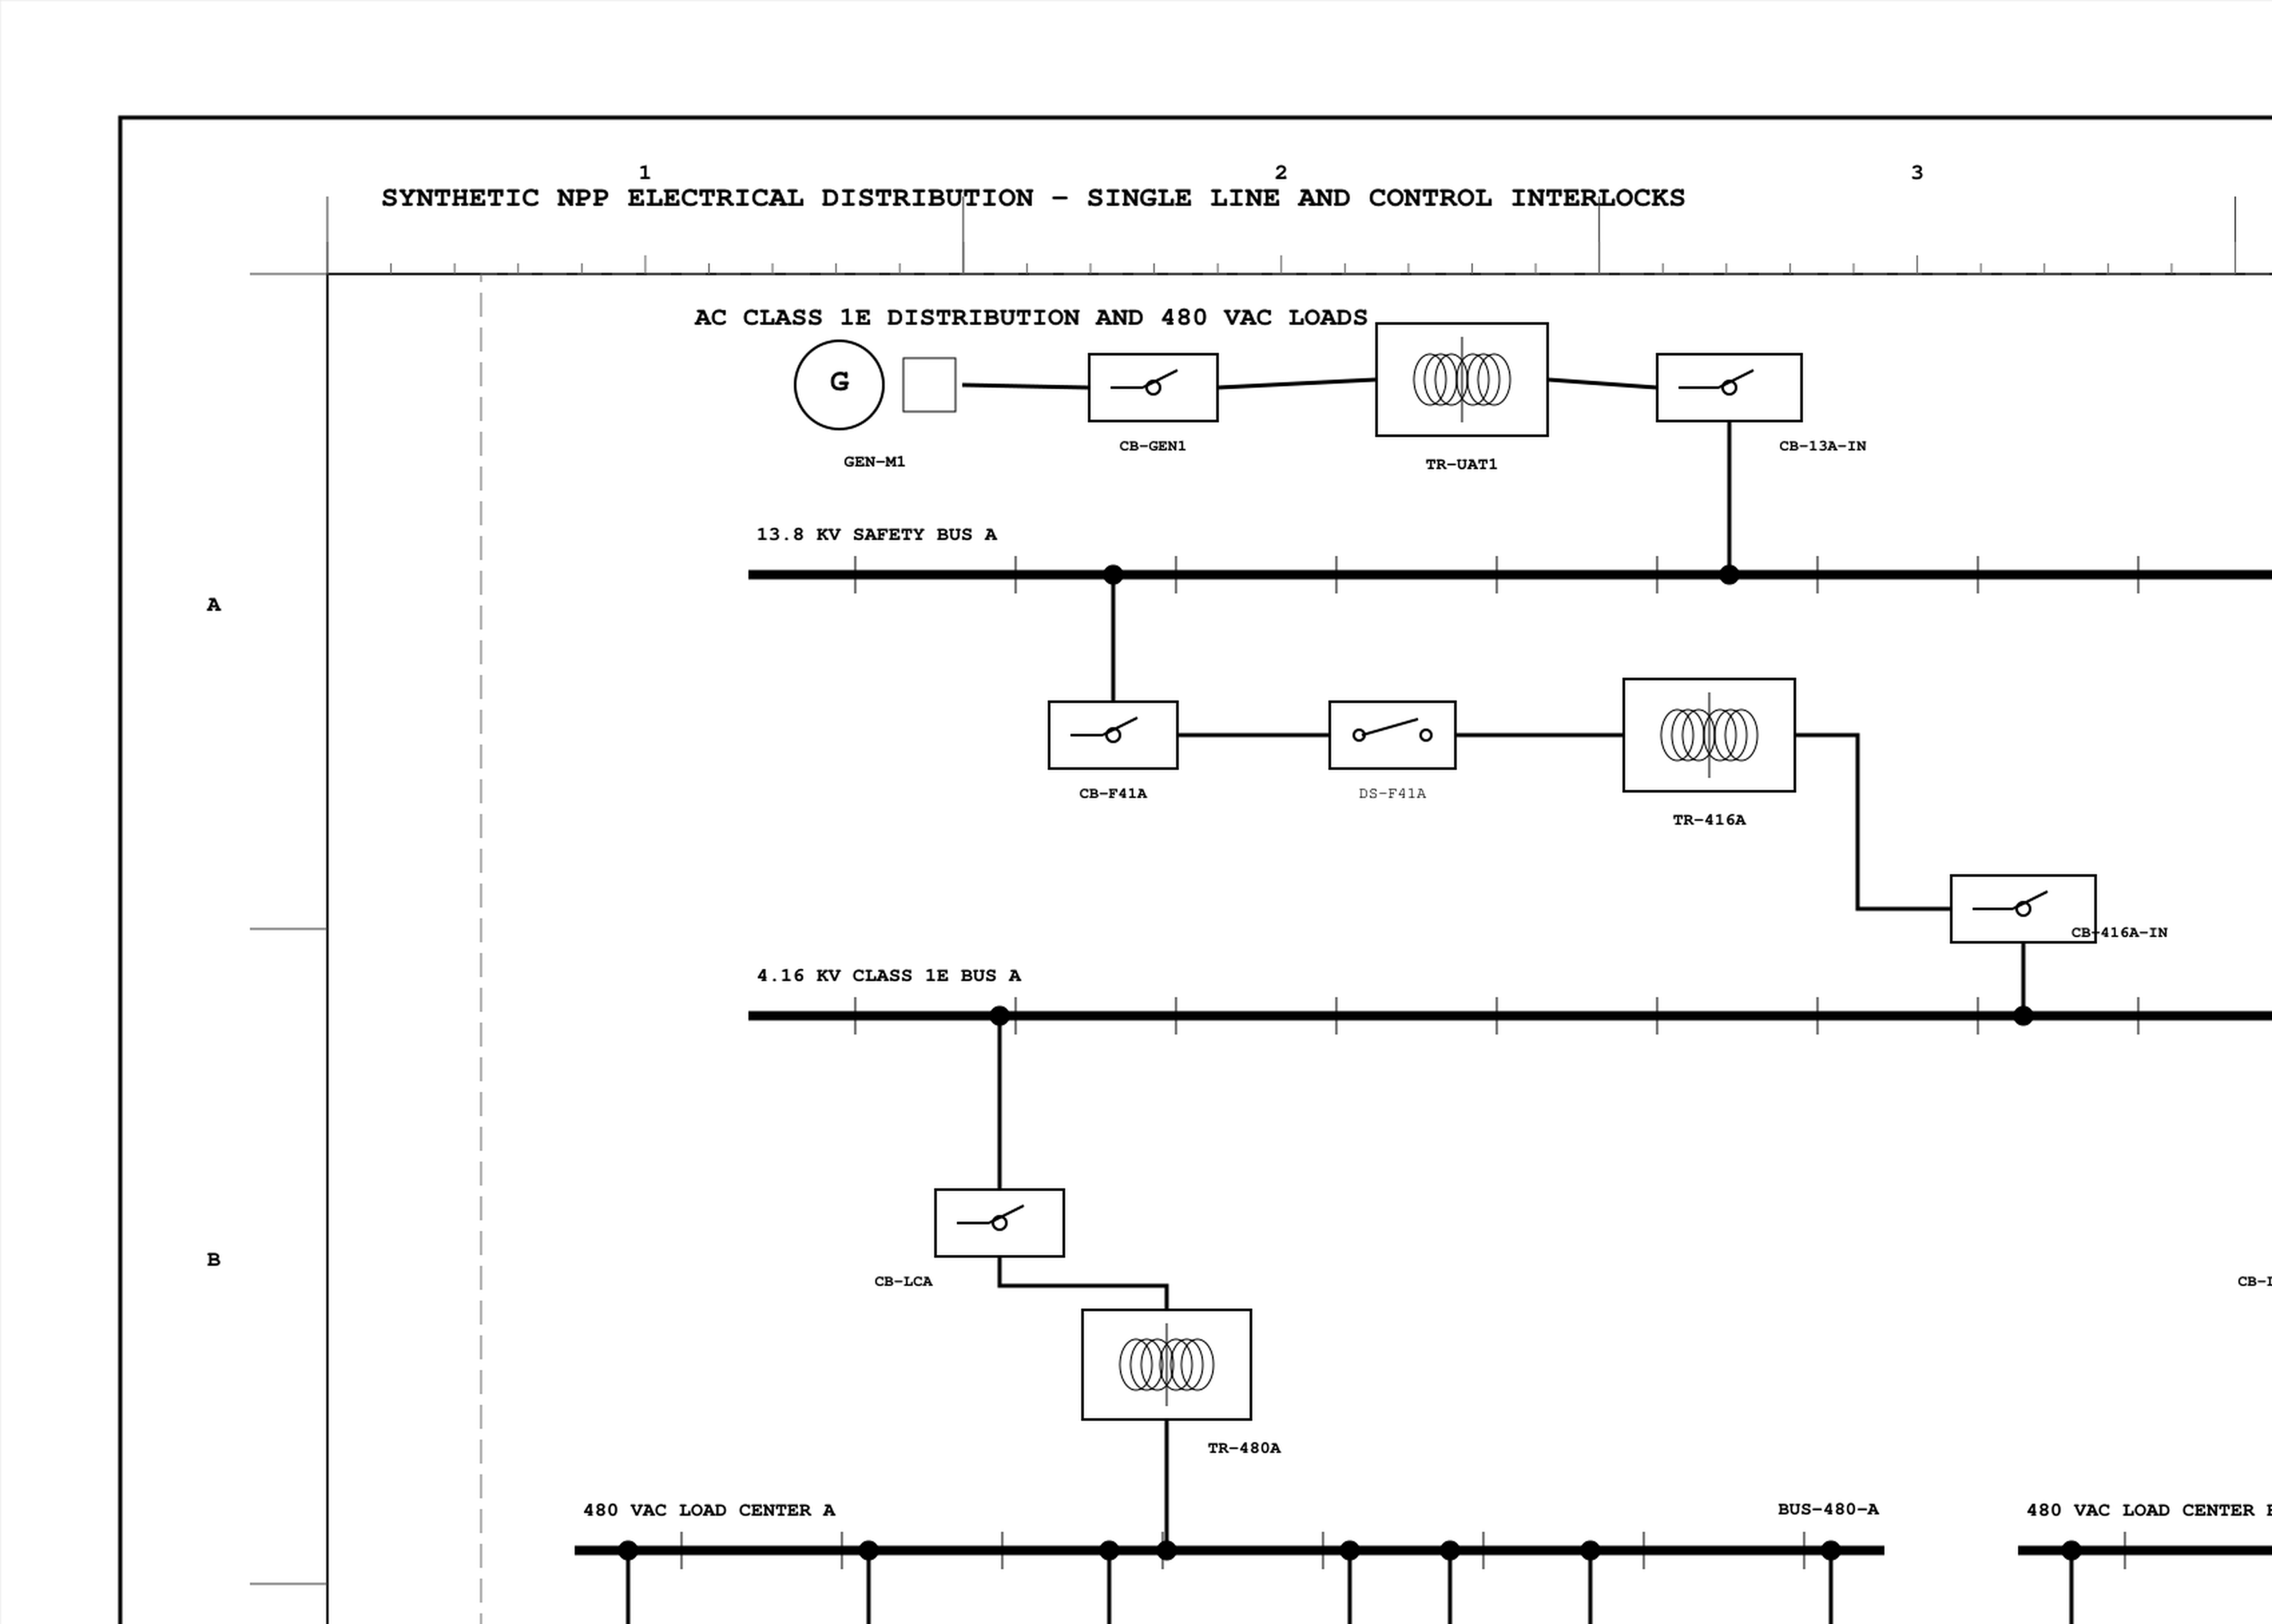 1 2 3
SYNTHETIC NPP ELECTRICAL DISTRIBUTION – SINGLE LINE AND CONTROL INTERLOCKS
AC CLASS 1E DISTRIBUTION AND 480 VAC LOADS
G
CB-GEN1
CB-13A-IN
GEN-M1
TR-UAT1
13.8 KV SAFETY BUS A
A
CB-F41A
DS-F41A
TR-416A
CB-416A-IN
4.16 KV CLASS 1E BUS A
B
CB-LCA
TR-480A
480 VAC LOAD CENTER A
BUS-480-A
480 VAC LOAD CENTER